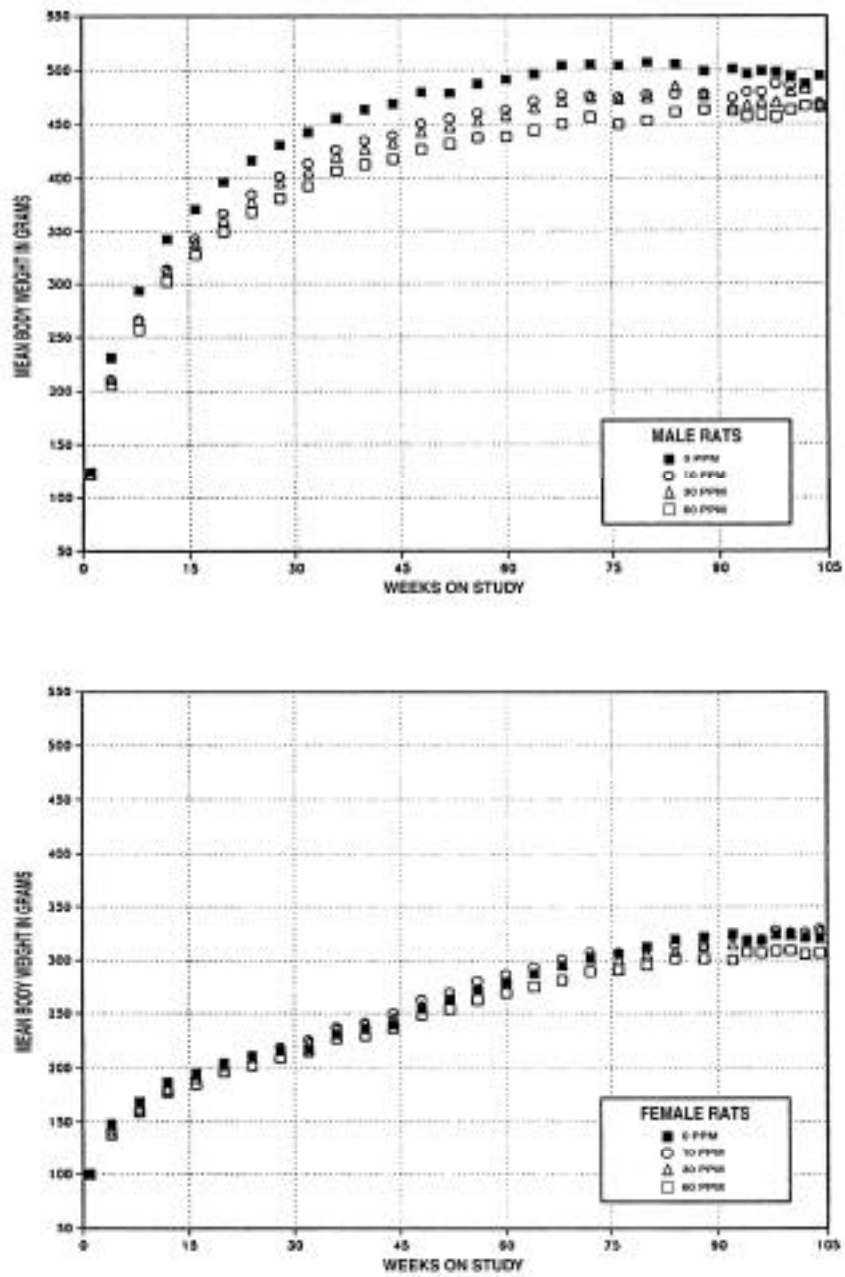 550
500
450
400
350
300
250
200
150
100
50
MEAN BODY WEIGHT IN GRAMS
MALE RATS
0 PPM
10 PPM
30 PPM
60 PPM
0 15 30 45 60 75 90 105
WEEKS ON STUDY
550
500
450
400
350
300
250
200
150
100
50
MEAN BODY WEIGHT IN GRAMS
FEMALE RATS
0 PPM
10 PPM
30 PPM
60 PPM
0 15 30 45 60 75 90 105
WEEKS ON STUDY